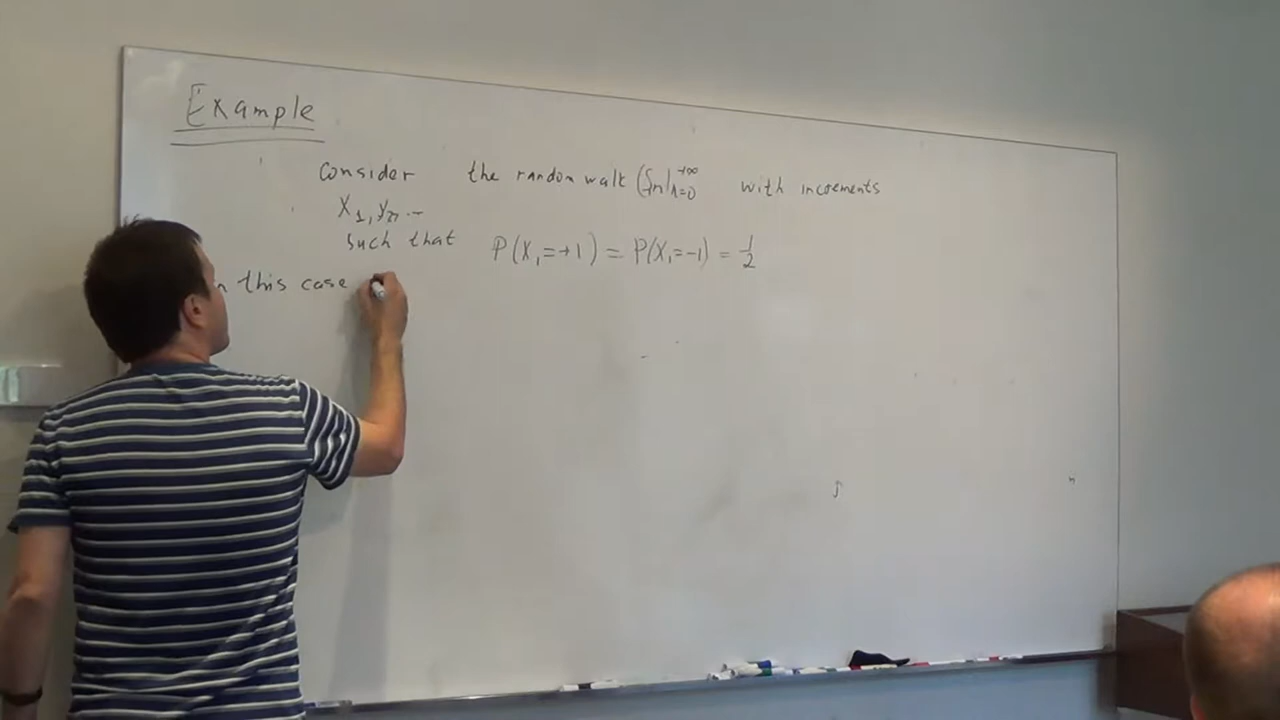 Example
Consider the random walk (Sn)_{n=0}^{+∞} with increments
X₁, X₂, ...
such that P(X₁=+1) = P(X₁=-1) = 1/2
n this case